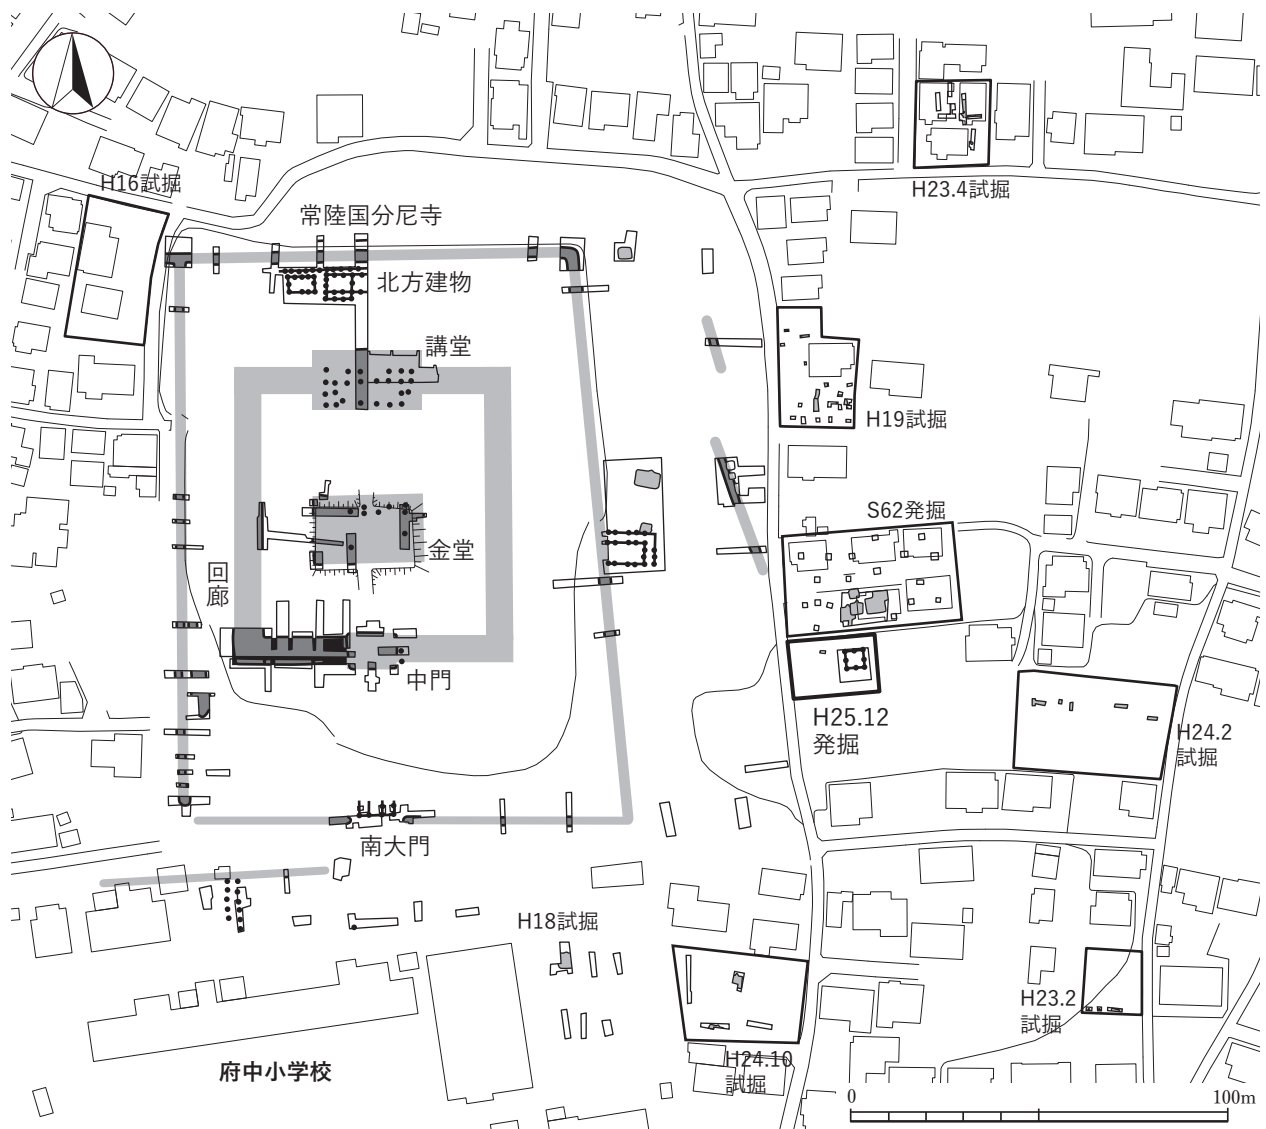 H16試掘
H23.4試掘
常陸国分尼寺
北方建物
講堂
H19試掘
S62発掘
金堂
回
廊
中門
H25.12
発掘
H24.2
試掘
南大門
H18試掘
H23.2
試掘
H24.10
試掘
府中小学校
0
100m